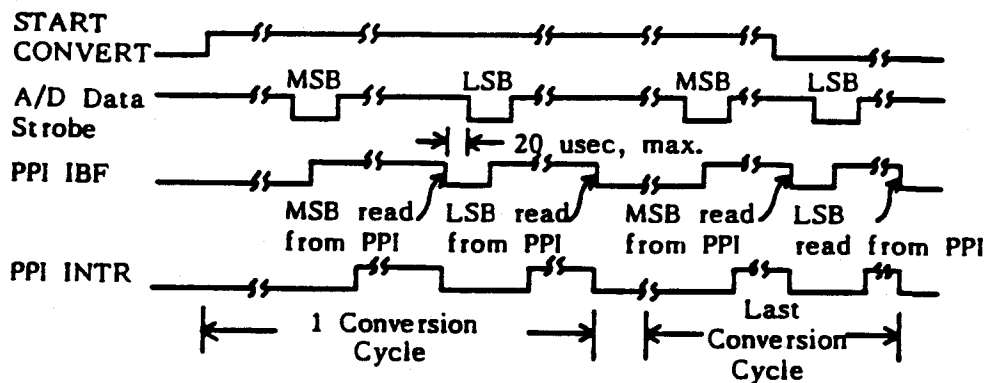 START
CONVERT
MSB
LSB
MSB
LSB
A/D Data
Strobe
20 usec, max.
PPI IBF
MSB read
from PPI
LSB read
from PPI
MSB read
from PPI
LSB
read from PPI
PPI INTR
1 Conversion
Cycle
Last
Conversion
Cycle